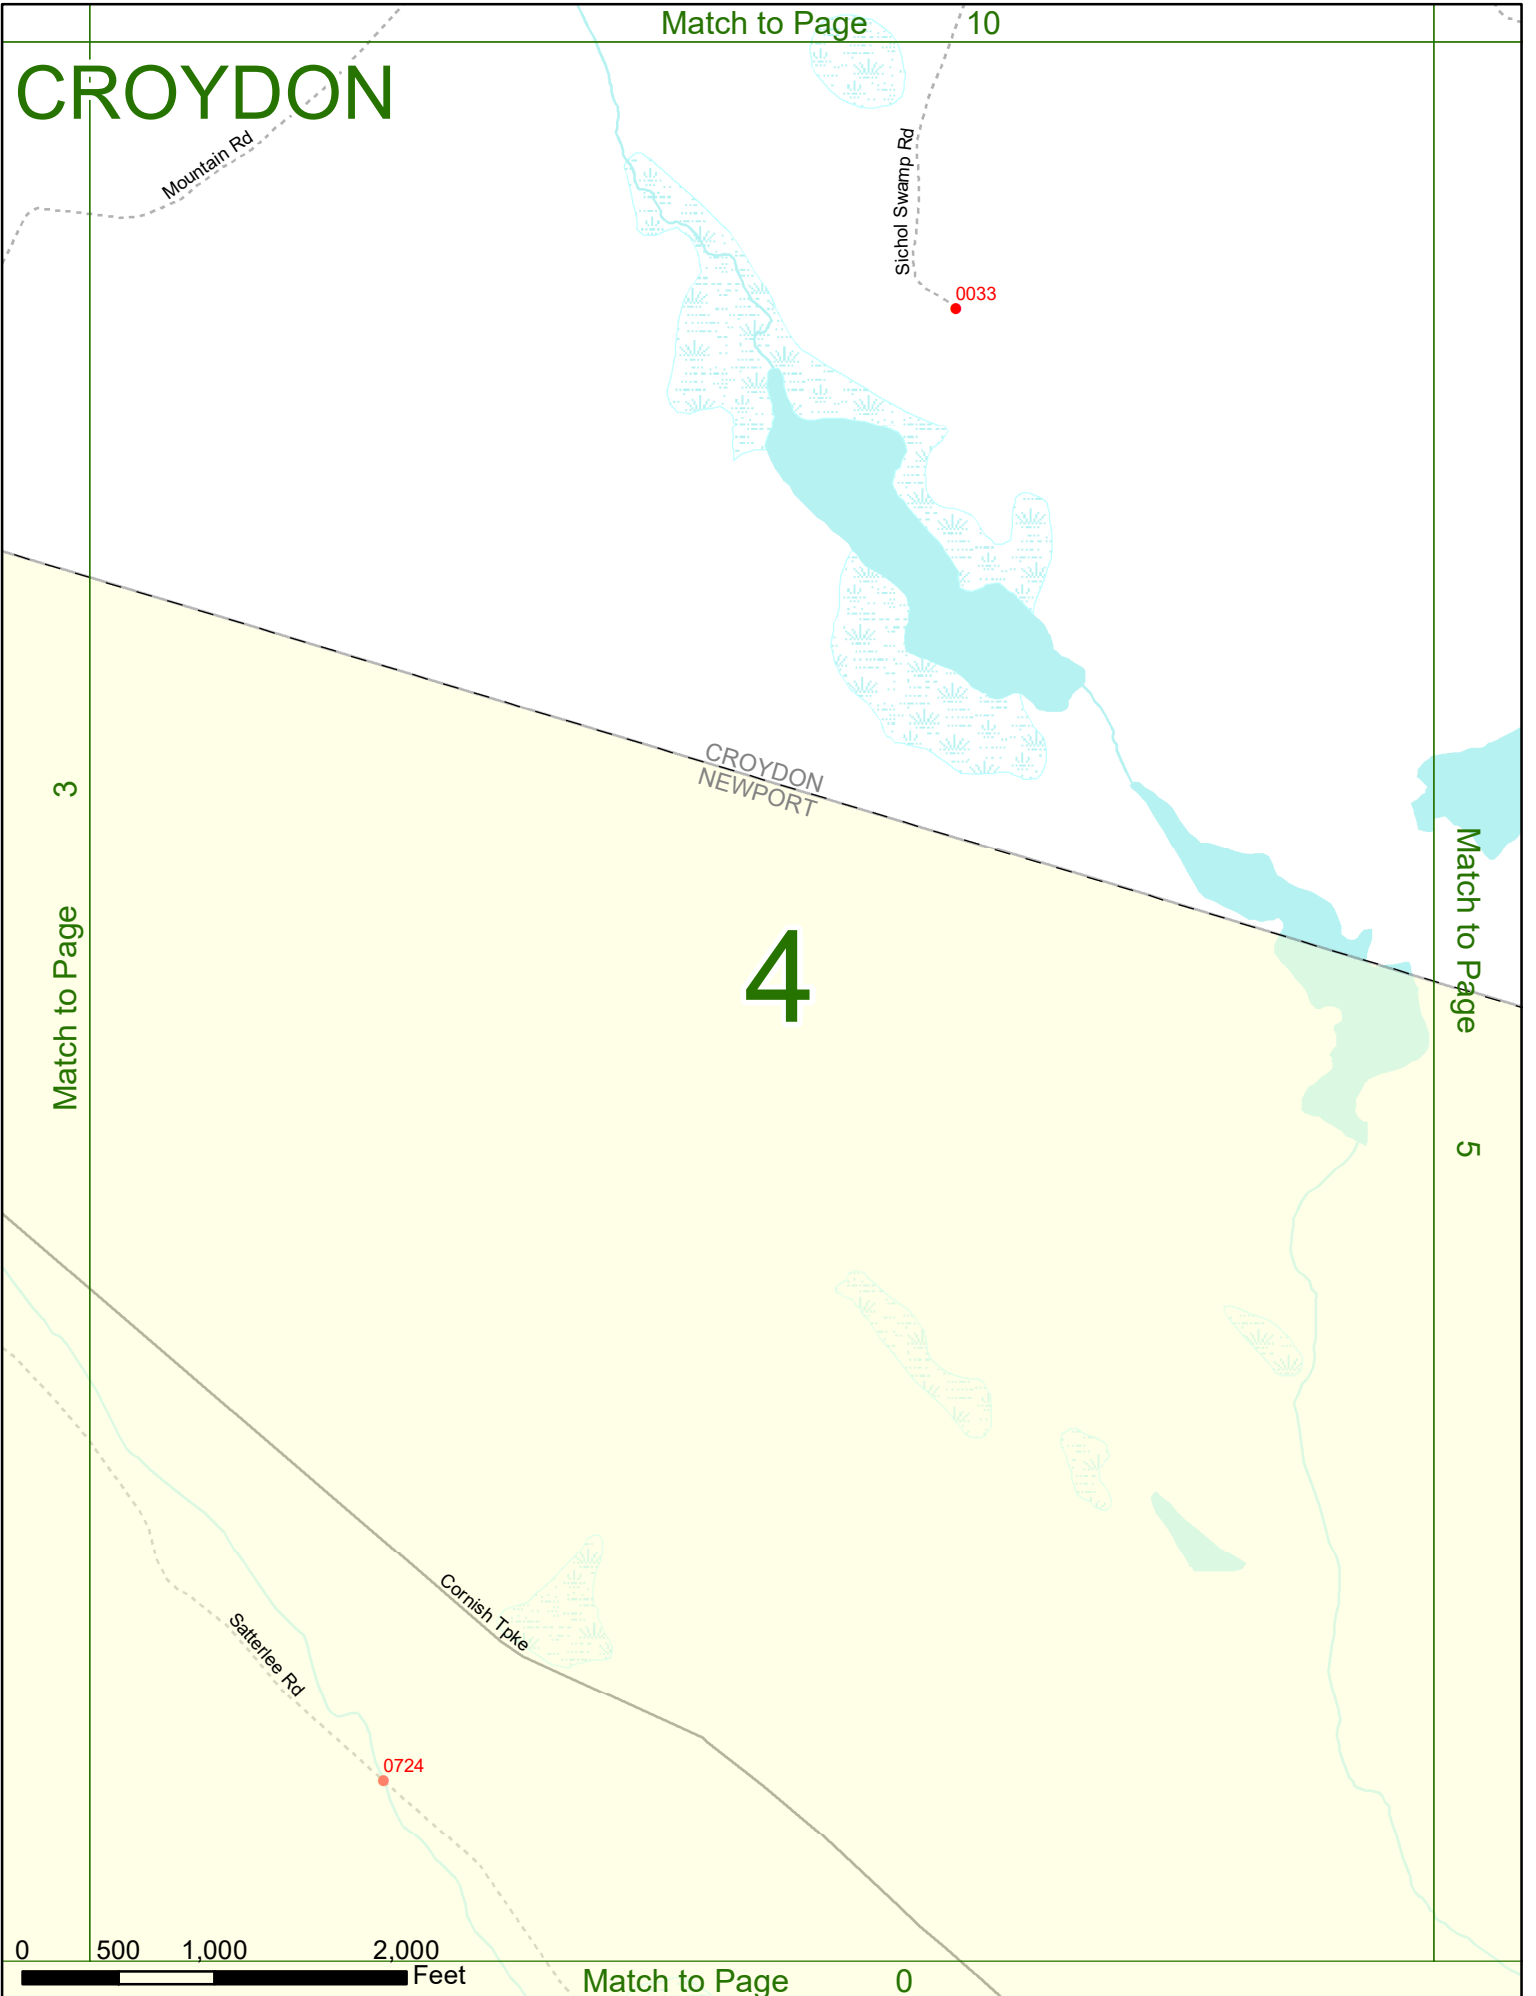 Match to Page 10
CROYDON
Mountain Rd
Sichol Swamp Rd
0033
CROYDON
NEWPORT
Match to Page 3
4
Match to Page 5
Cornish Tpke
Satterlee Rd
0724
0 500 1,000 2,000
Feet
Match to Page 0